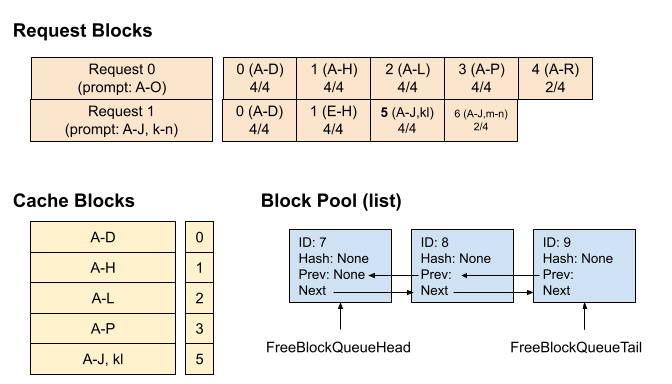 Request Blocks
Request 0
(prompt: A-O)
0 (A-D)
4/4
1 (A-H)
4/4
2 (A-L)
4/4
3 (A-P)
4/4
4 (A-R)
2/4
Request 1
(prompt: A-J, k-n)
0 (A-D)
4/4
1 (E-H)
4/4
5 (A-J,kl)
4/4
6 (A-J,m-n)
2/4
Cache Blocks
A-D 0
A-H 1
A-L 2
A-P 3
A-J, kl 5
Block Pool (list)
ID: 7
Hash: None
Prev: None
Next
ID: 8
Hash: None
Prev:
Next
ID: 9
Hash: None
Prev:
Next
FreeBlockQueueHead
FreeBlockQueueTail